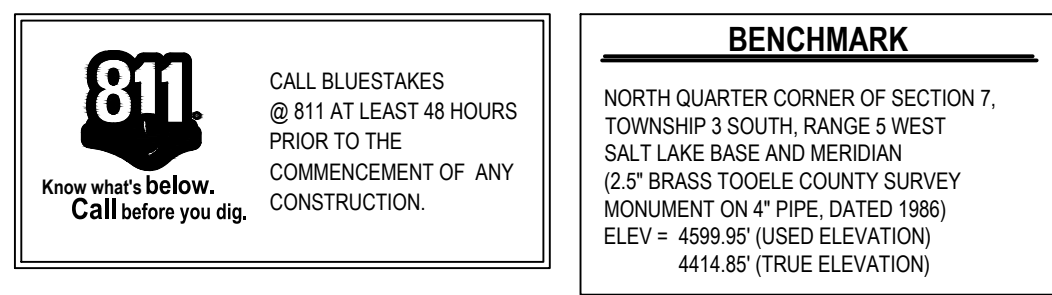 811
Know what's below.
Call before you dig.
CALL BLUESTAKES
@ 811 AT LEAST 48 HOURS
PRIOR TO THE
COMMENCEMENT OF ANY
CONSTRUCTION.
BENCHMARK
NORTH QUARTER CORNER OF SECTION 7,
TOWNSHIP 3 SOUTH, RANGE 5 WEST
SALT LAKE BASE AND MERIDIAN
(2.5" BRASS TOOELE COUNTY SURVEY
MONUMENT ON 4" PIPE, DATED 1986)
ELEV = 4599.95' (USED ELEVATION)
4414.85' (TRUE ELEVATION)